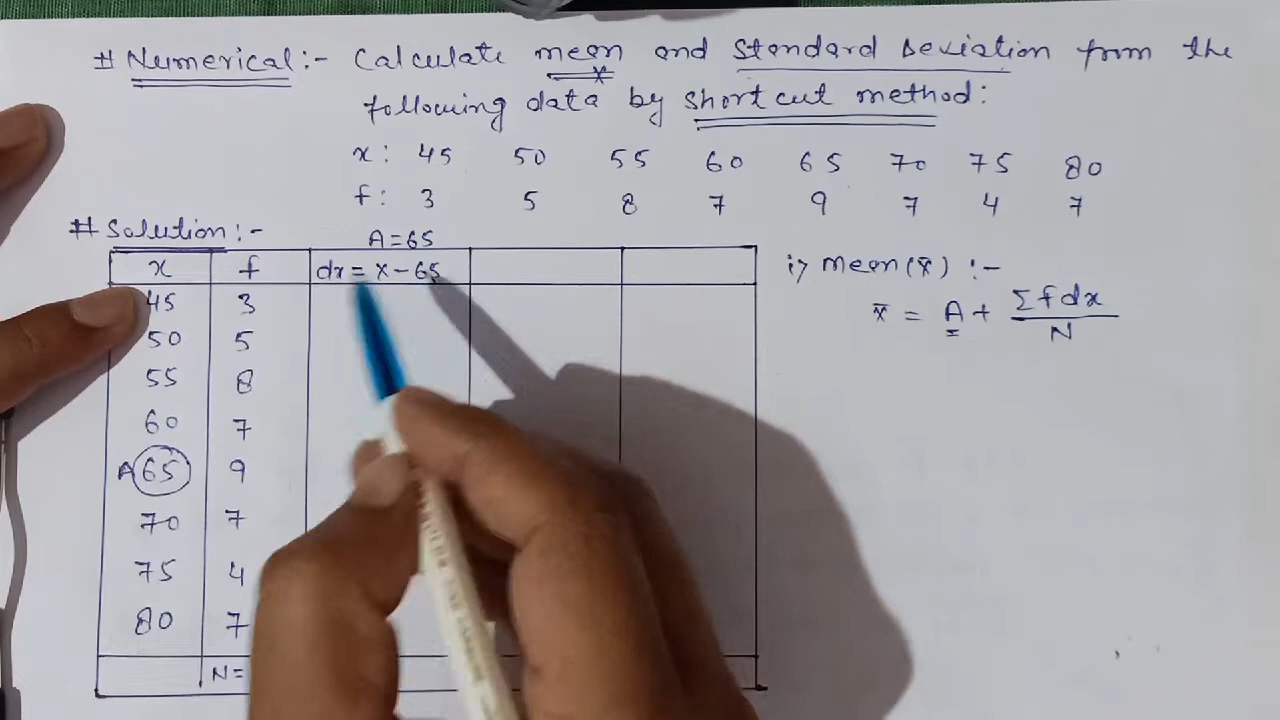 # Numerical:- Calculate mean and Standard Deviation from the
x̄
following data by shortcut method:
x: 45 50 55 60 65 70 75 80
f: 3 5 8 7 9 7 4 7
# Solution:-
A=65
x f dx = x-65
45 3
50 5
55 8
60 7
A 65 9
70 7
75 4
80 7
N=
i) Mean (x̄) :-
x̄ = A + Σfdx / N